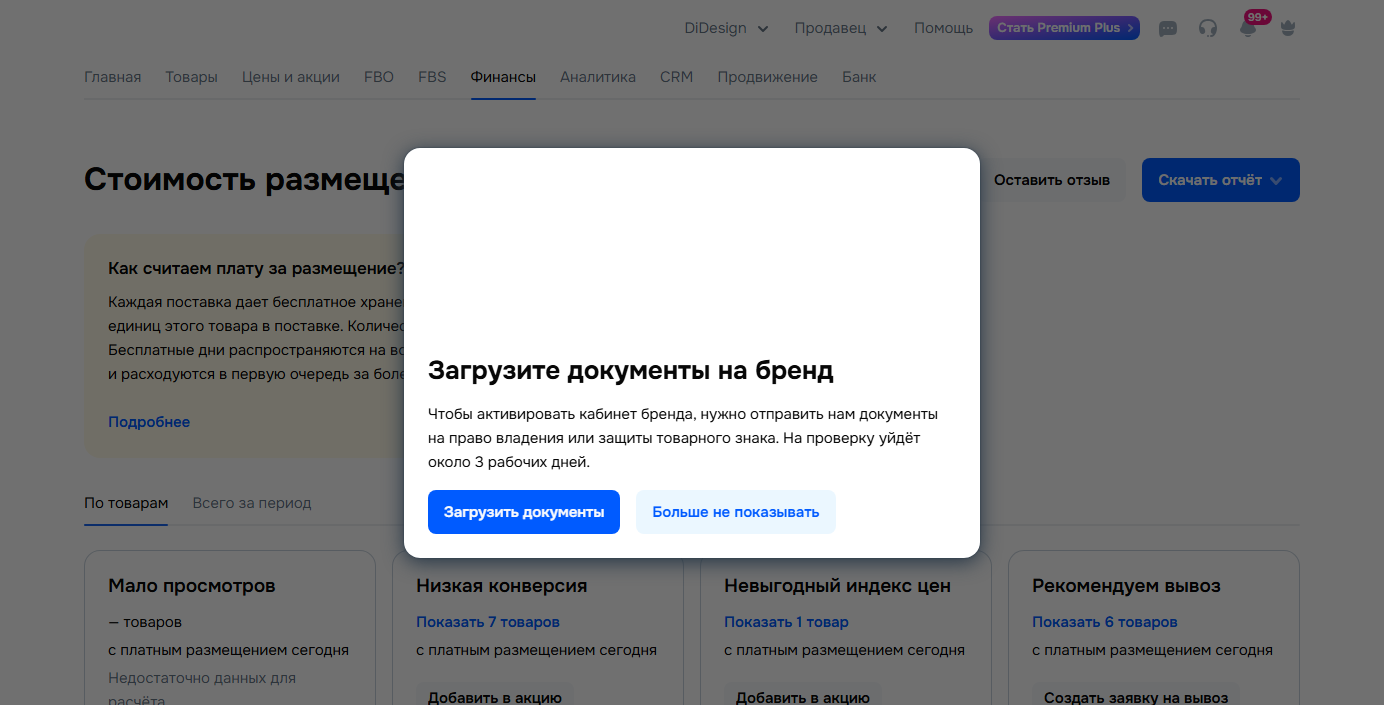 DiDesign
Продавец
Помощь
Стать Premium Plus
99+
Главная
Товары
Цены и акции
FBO
FBS
Финансы
Аналитика
CRM
Продвижение
Банк
Стоимость размеще
Оставить отзыв
Скачать отчёт
Как считаем плату за размещение?
Каждая поставка дает бесплатное хране
единиц этого товара в поставке. Количес
Бесплатные дни распространяются на вс
и расходуются в первую очередь за боле
Подробнее
Загрузите документы на бренд
Чтобы активировать кабинет бренда, нужно отправить нам документы
на право владения или защиты товарного знака. На проверку уйдёт
около 3 рабочих дней.
Загрузить документы
Больше не показывать
По товарам
Всего за период
Мало просмотров
— товаров
с платным размещением сегодня
Недостаточно данных для
расчёта
Низкая конверсия
Показать 7 товаров
с платным размещением сегодня
Добавить в акцию
Невыгодный индекс цен
Показать 1 товар
с платным размещением сегодня
Добавить в акцию
Рекомендуем вывоз
Показать 6 товаров
с платным размещением сегодня
Создать заявку на вывоз